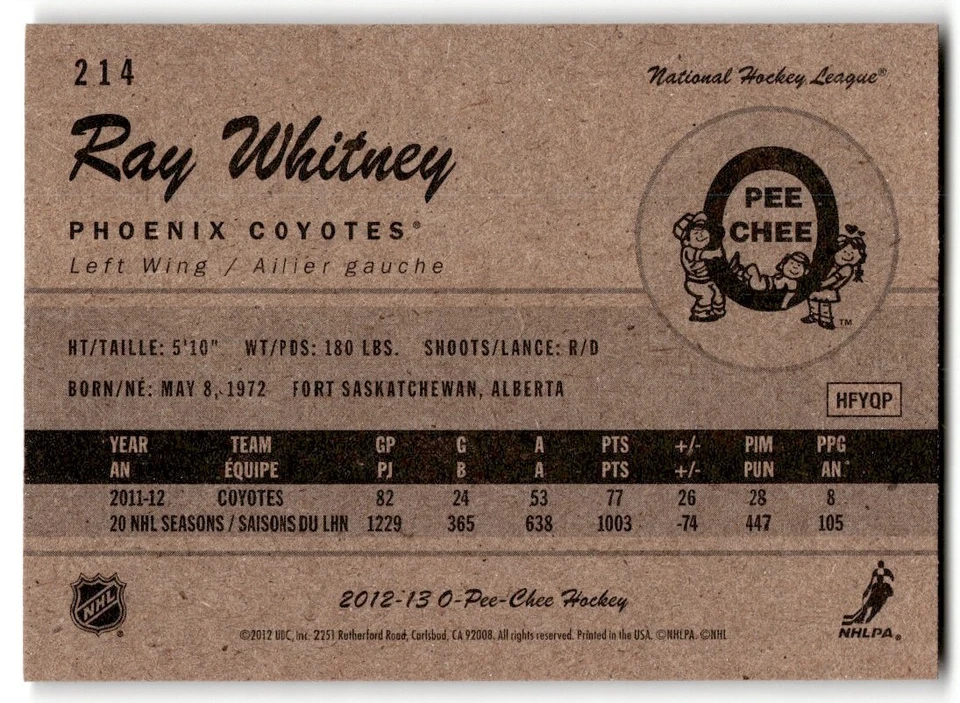 214
National Hockey League®
Ray Whitney
PEE
CHEE
PHOENIX COYOTES®
Left Wing / Ailier gauche
TM
HT/TAILLE: 5'10" WT/PDS: 180 LBS. SHOOTS/LANCE: R/D
BORN/NÉ: MAY 8, 1972 FORT SASKATCHEWAN, ALBERTA
HFYQP
YEAR TEAM GP G A PTS +/- PIM PPG
AN ÉQUIPE PJ B A PTS +/- PUN AN
2011-12 COYOTES 82 24 53 77 26 28 8
20 NHL SEASONS / SAISONS DU LHN 1229 365 638 1003 -74 447 105
NHL
2012-13 O-Pee-Chee Hockey
©2012 UDC, Inc. 2251 Rutherford Road, Carlsbad, CA 92008. All rights reserved. Printed in the USA. ©NHLPA. ©NHL
NHLPA®